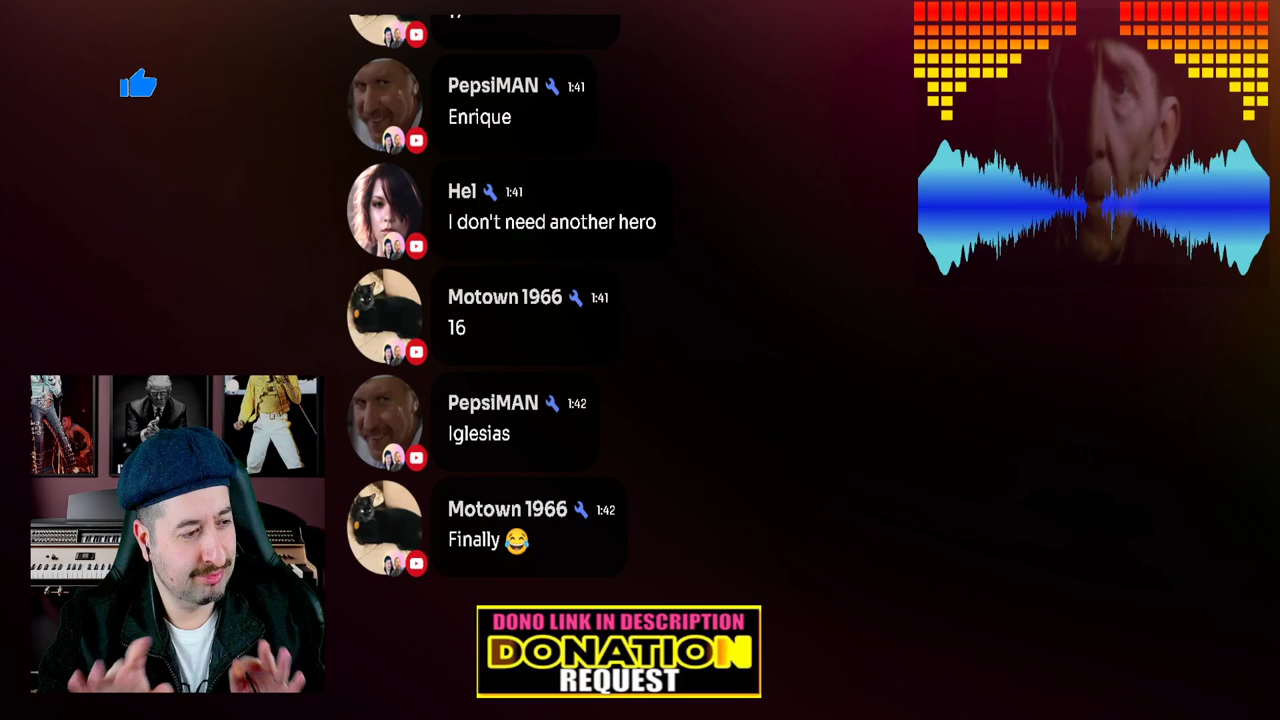 PepsiMAN 1:41
Enrique
Hel 1:41
I don't need another hero
Motown 1966 1:41
16
PepsiMAN 1:42
Iglesias
Motown 1966 1:42
Finally 😂
DONO LINK IN DESCRIPTION
DONATION
REQUEST